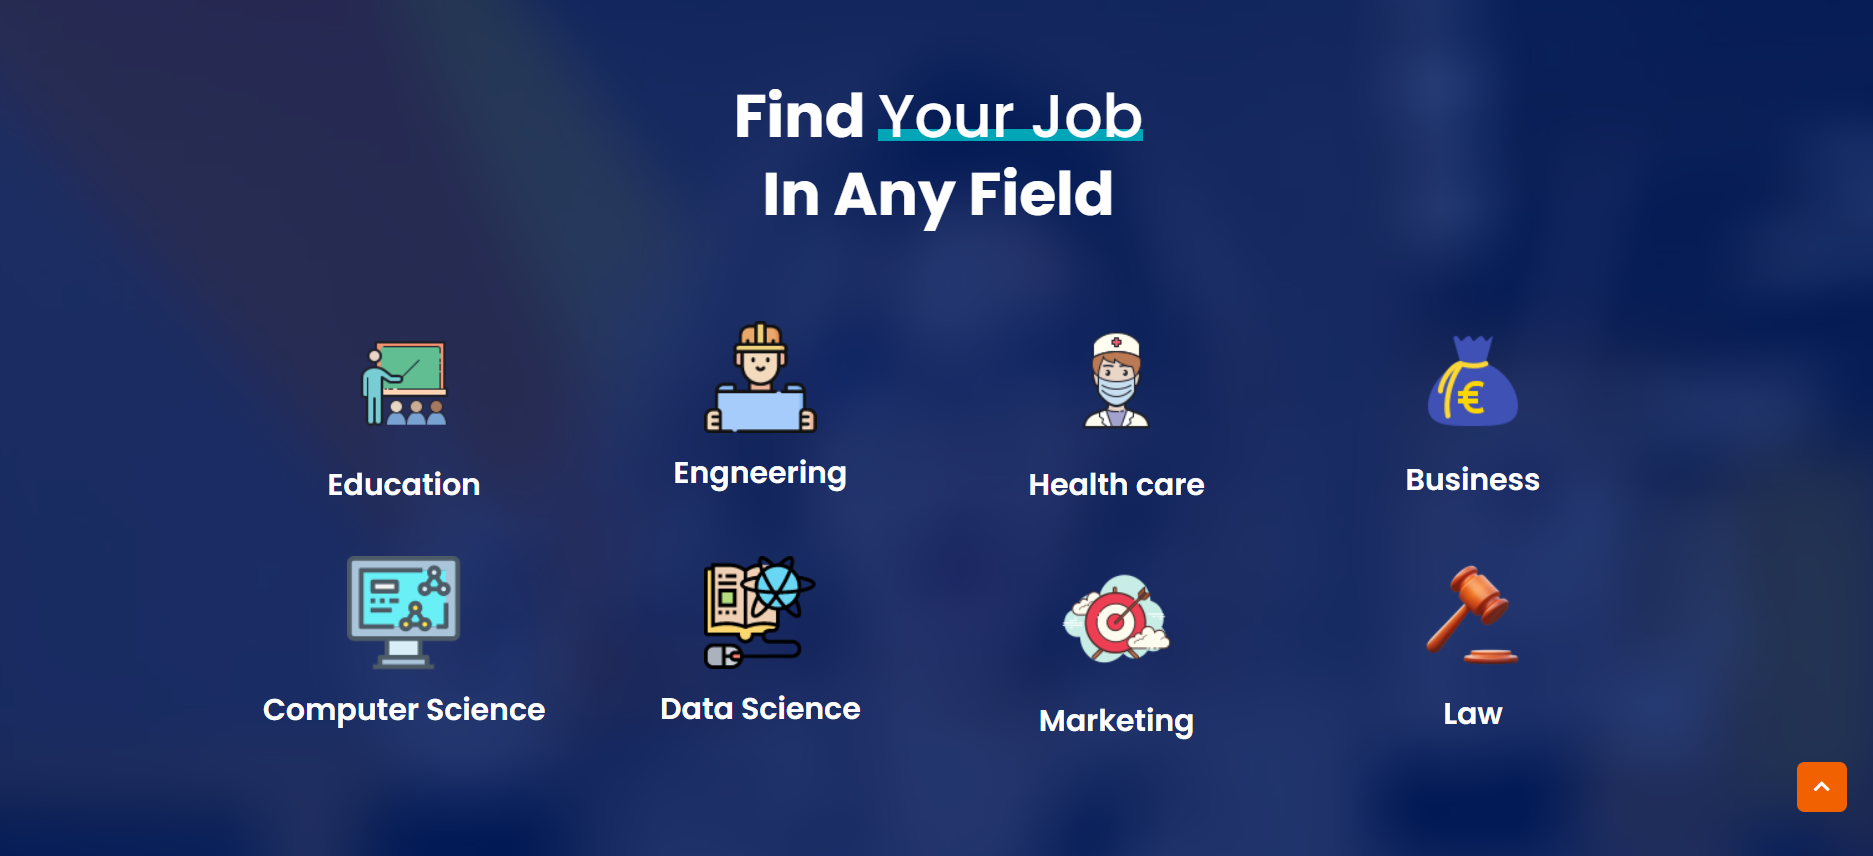 Find Your Job
In Any Field
Education
Engneering
Health care
Business
€
Computer Science
Data Science
Marketing
Law